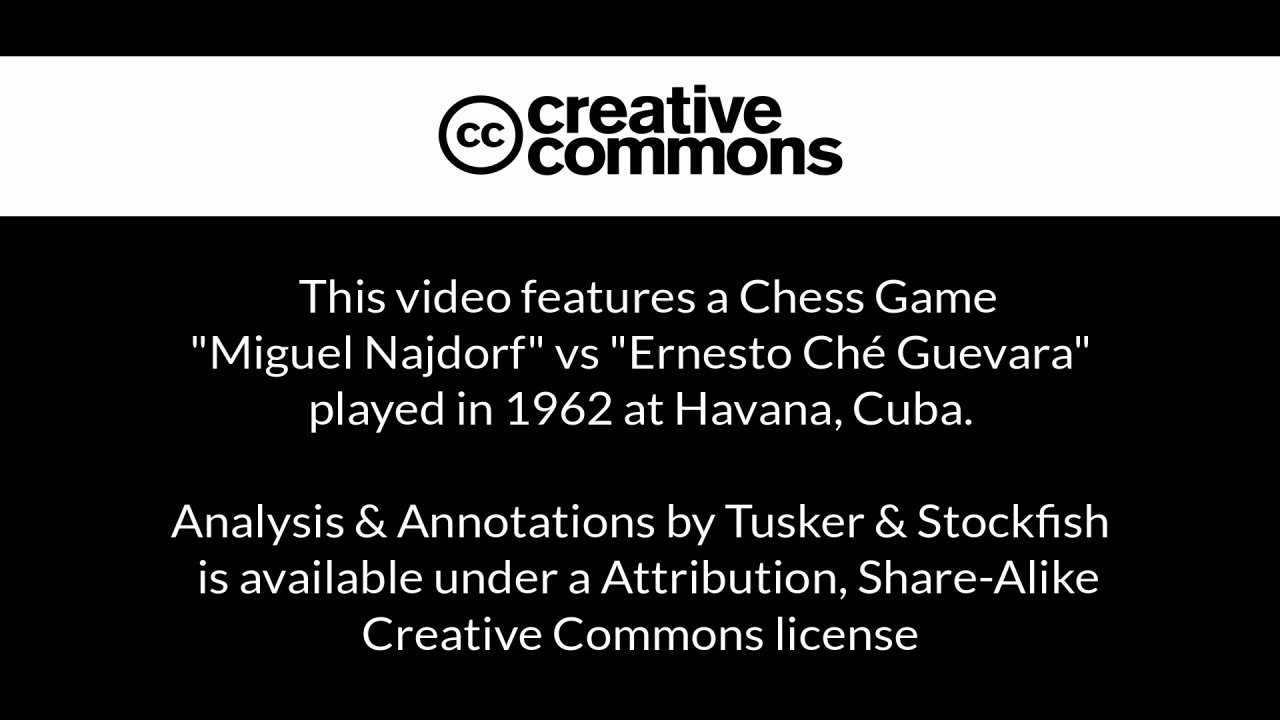 cc creative
commons
This video features a Chess Game
"Miguel Najdorf" vs "Ernesto Ché Guevara"
played in 1962 at Havana, Cuba.
Analysis & Annotations by Tusker & Stockfish
is available under a Attribution, Share-Alike
Creative Commons license